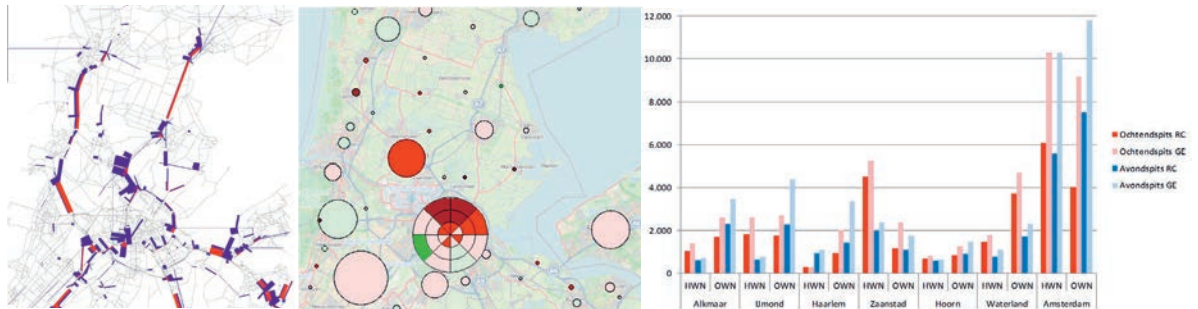 12.000
10.000
8.000
6.000
4.000
2.000
0
HWN OWN HWN OWN HWN OWN HWN OWN HWN OWN HWN OWN HWN OWN
Alkmaar IJmond Haarlem Zaanstad Hoorn Waterland Amsterdam
Ochtendspits RC
Ochtendspits GE
Avondspits RC
Avondspits GE